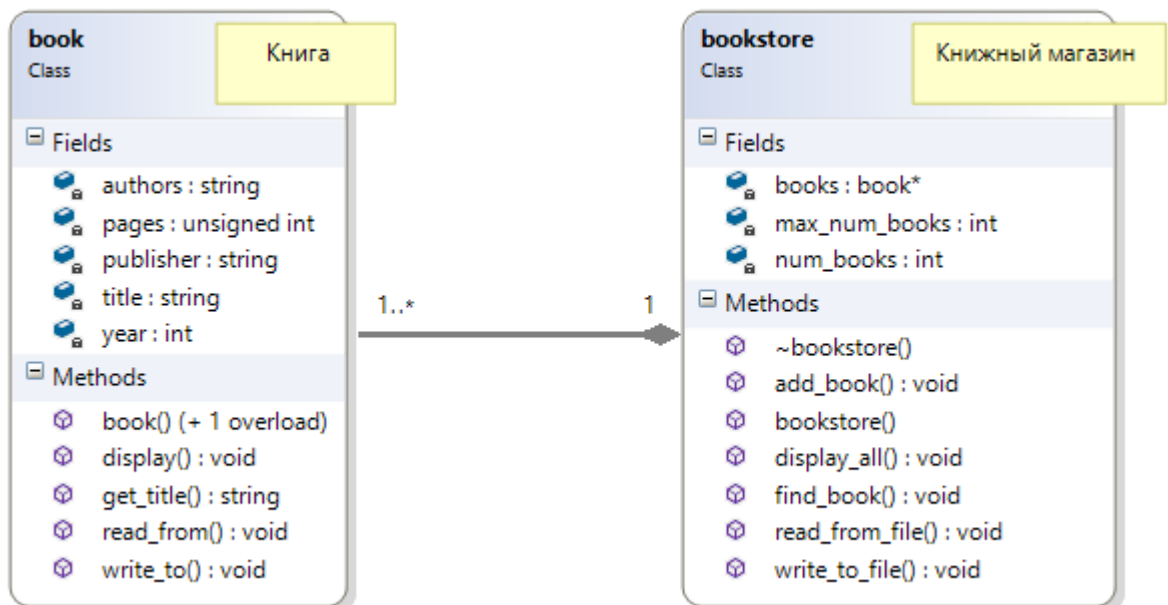 book
Class
Книга
Fields
authors : string
pages : unsigned int
publisher : string
title : string
year : int
Methods
book() (+ 1 overload)
display() : void
get_title() : string
read_from() : void
write_to() : void
1..*
1
bookstore
Class
Книжный магазин
Fields
books : book*
max_num_books : int
num_books : int
Methods
~bookstore()
add_book() : void
bookstore()
display_all() : void
find_book() : void
read_from_file() : void
write_to_file() : void